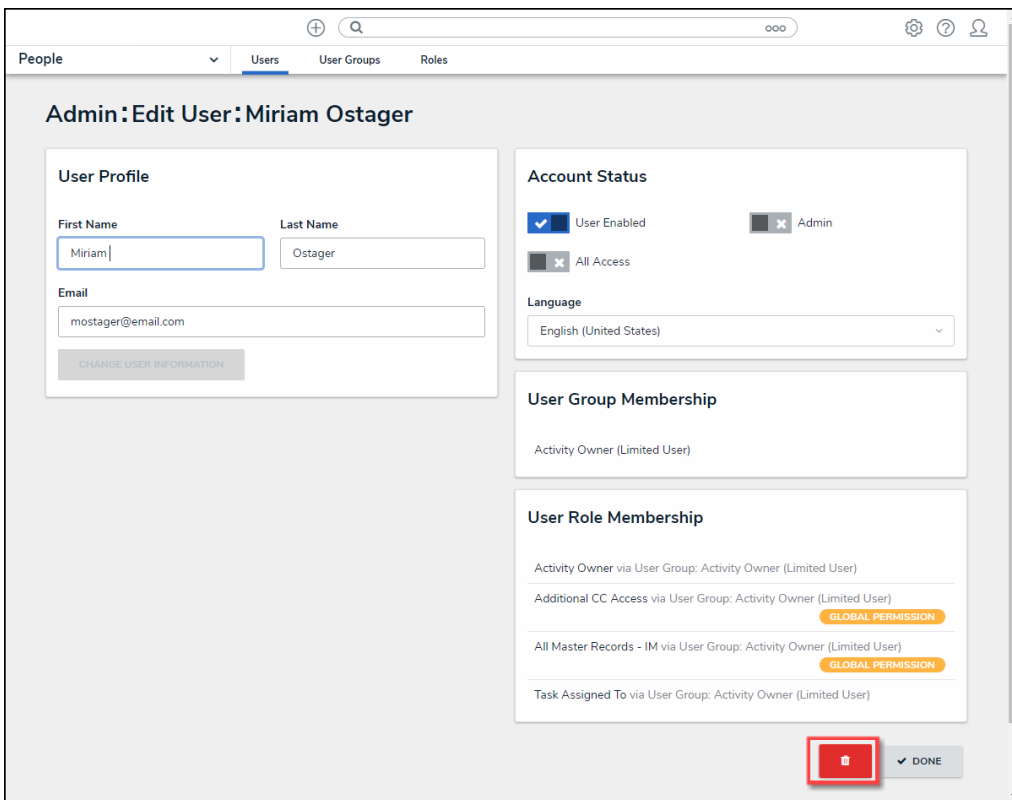 People
Users
User Groups
Roles
Admin:Edit User:Miriam Ostager
User Profile
First Name
Last Name
Miriam
Ostager
Email
mostager@email.com
CHANGE USER INFORMATION
Account Status
User Enabled
Admin
All Access
Language
English (United States)
User Group Membership
Activity Owner (Limited User)
User Role Membership
Activity Owner via User Group: Activity Owner (Limited User)
Additional CC Access via User Group: Activity Owner (Limited User)
GLOBAL PERMISSION
All Master Records - IM via User Group: Activity Owner (Limited User)
GLOBAL PERMISSION
Task Assigned To via User Group: Activity Owner (Limited User)
DONE